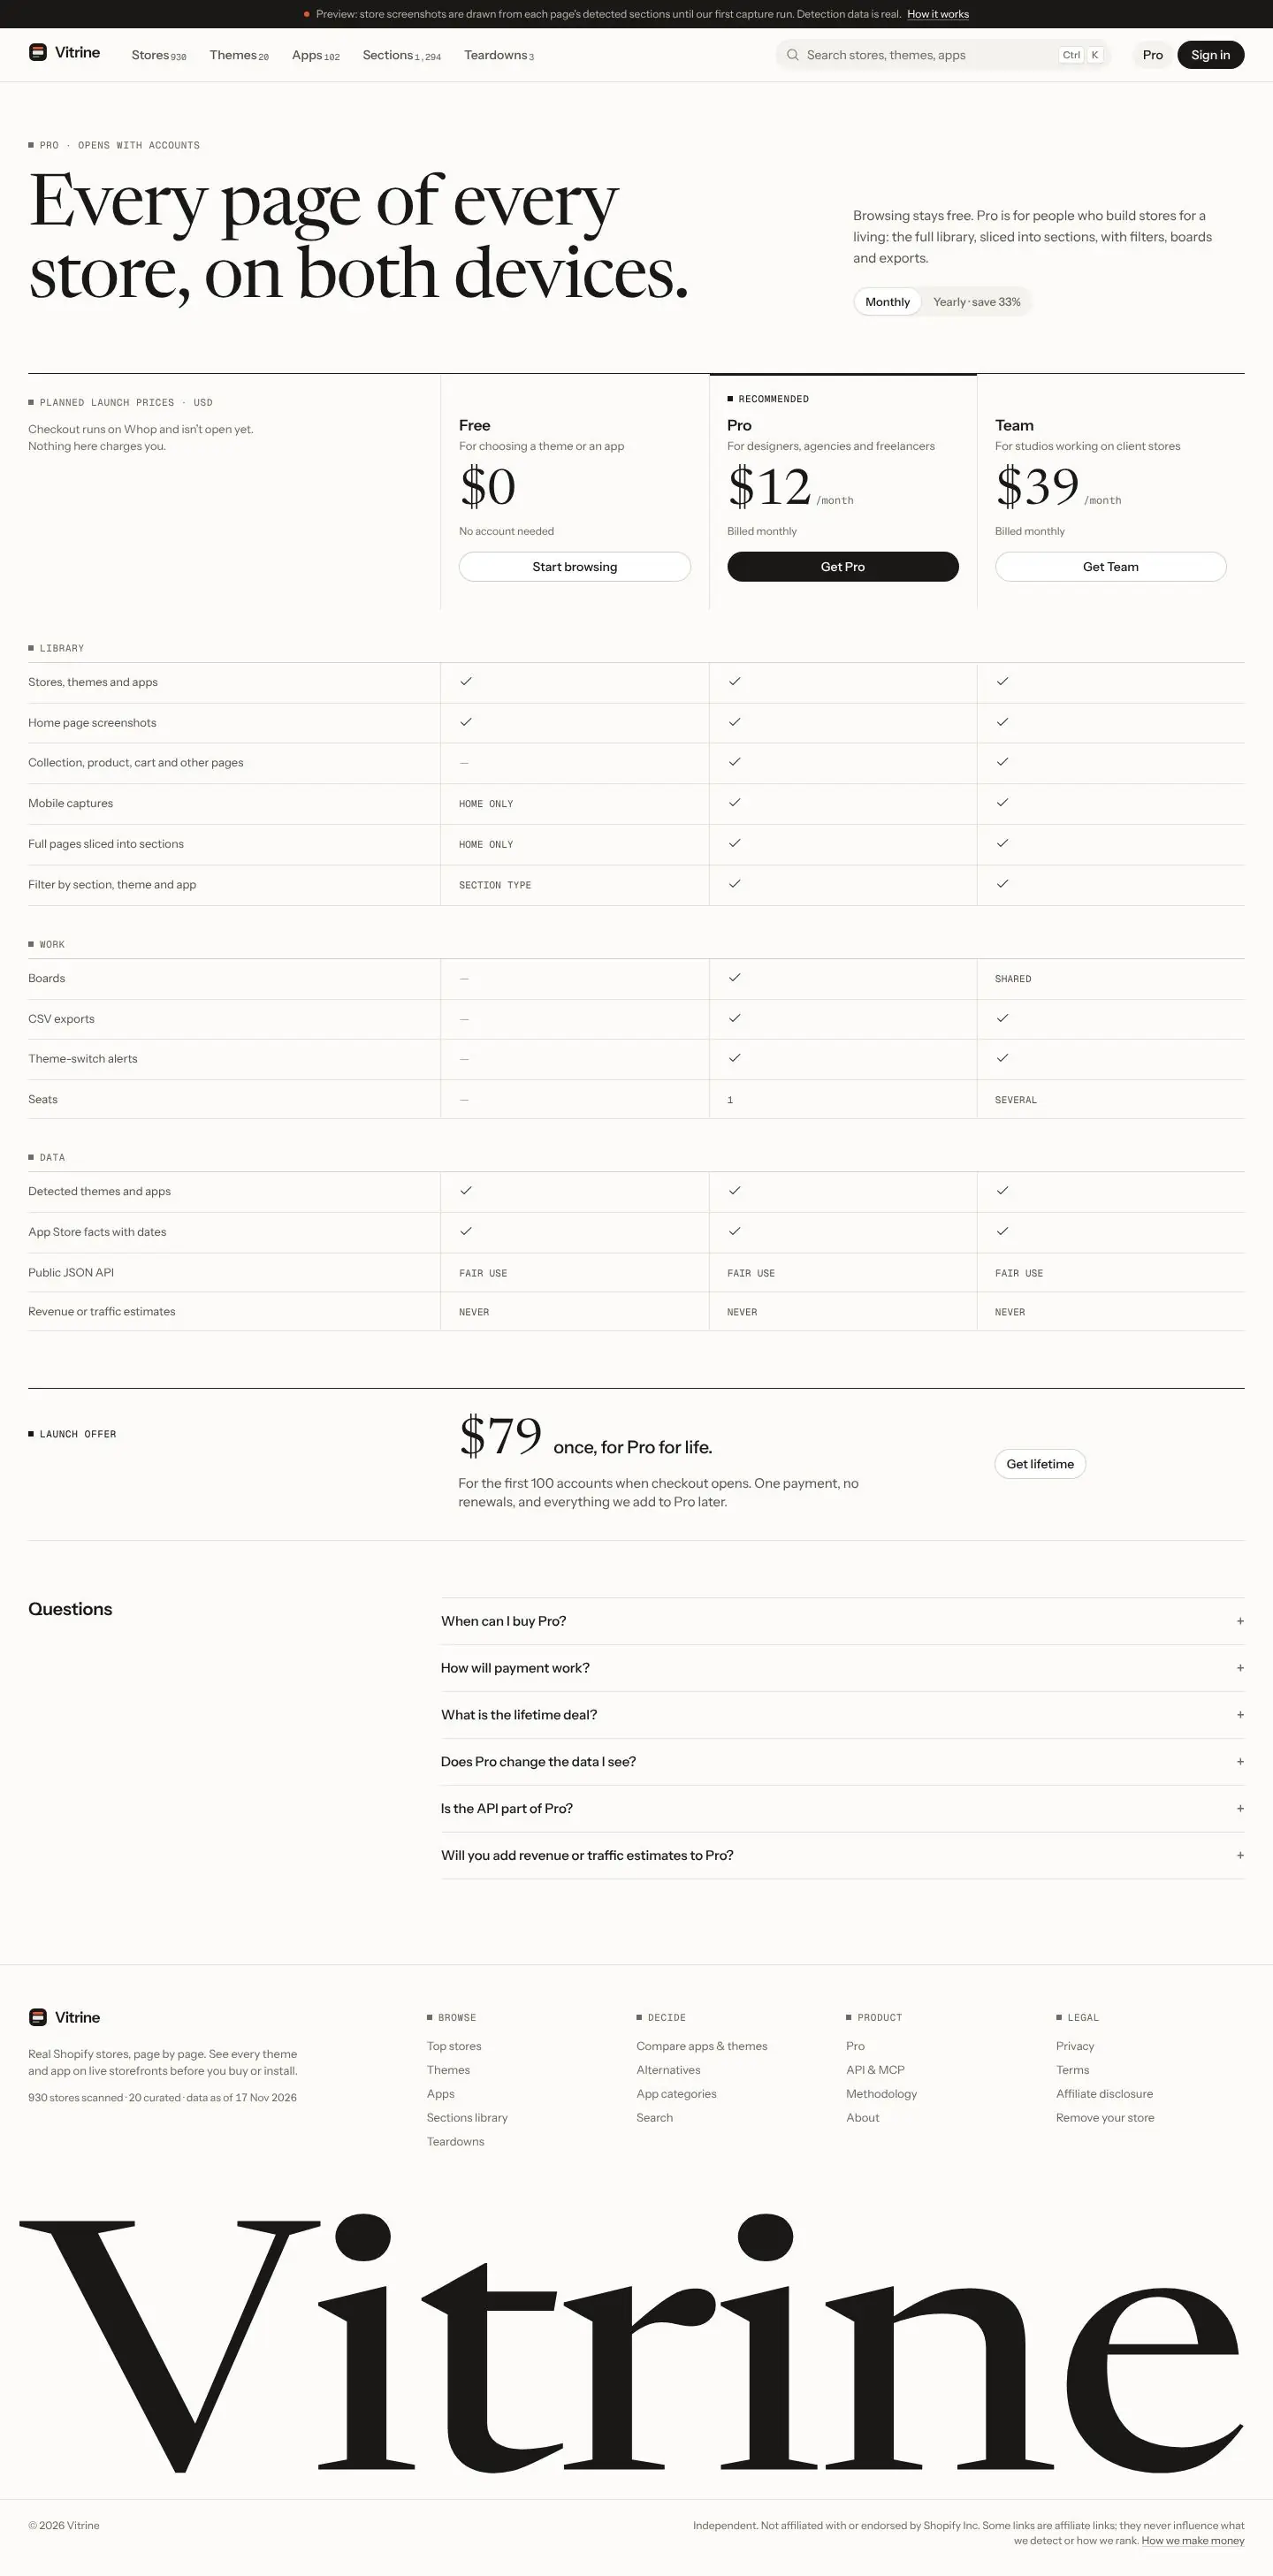 Preview: store screenshots are drawn from each page's detected sections until our first capture run. Detection data is real. How it works
Vitrine
Stores 930
Themes 20
Apps 102
Sections 1,294
Teardowns 3
Search stores, themes, apps
Ctrl K
Pro
Sign in
PRO · OPENS WITH ACCOUNTS
Every page of every
store, on both devices.
Browsing stays free. Pro is for people who build stores for a
living: the full library, sliced into sections, with filters, boards
and exports.
Monthly
Yearly · save 33%
PLANNED LAUNCH PRICES · USD
Checkout runs on Whop and isn't open yet.
Nothing here charges you.
Free
For choosing a theme or an app
$0
No account needed
Start browsing
RECOMMENDED
Pro
For designers, agencies and freelancers
$12 /month
Billed monthly
Get Pro
Team
For studios working on client stores
$39 /month
Billed monthly
Get Team
LIBRARY
Stores, themes and apps ✓ ✓ ✓
Home page screenshots ✓ ✓ ✓
Collection, product, cart and other pages — ✓ ✓
Mobile captures HOME ONLY ✓ ✓
Full pages sliced into sections HOME ONLY ✓ ✓
Filter by section, theme and app SECTION TYPE ✓ ✓
WORK
Boards — ✓ SHARED
CSV exports — ✓ ✓
Theme-switch alerts — ✓ ✓
Seats — 1 SEVERAL
DATA
Detected themes and apps ✓ ✓ ✓
App Store facts with dates ✓ ✓ ✓
Public JSON API FAIR USE FAIR USE FAIR USE
Revenue or traffic estimates NEVER NEVER NEVER
LAUNCH OFFER
$79 once, for Pro for life.
For the first 100 accounts when checkout opens. One payment, no
renewals, and everything we add to Pro later.
Get lifetime
Questions
When can I buy Pro? +
How will payment work? +
What is the lifetime deal? +
Does Pro change the data I see? +
Is the API part of Pro? +
Will you add revenue or traffic estimates to Pro? +
Vitrine
Real Shopify stores, page by page. See every theme
and app on live storefronts before you buy or install.
930 stores scanned · 20 curated · data as of 17 Nov 2026
BROWSE
Top stores
Themes
Apps
Sections library
Teardowns
DECIDE
Compare apps & themes
Alternatives
App categories
Search
PRODUCT
Pro
API & MCP
Methodology
About
LEGAL
Privacy
Terms
Affiliate disclosure
Remove your store
Vitrine
© 2026 Vitrine
Independent. Not affiliated with or endorsed by Shopify Inc. Some links are affiliate links; they never influence what
we detect or how we rank. How we make money